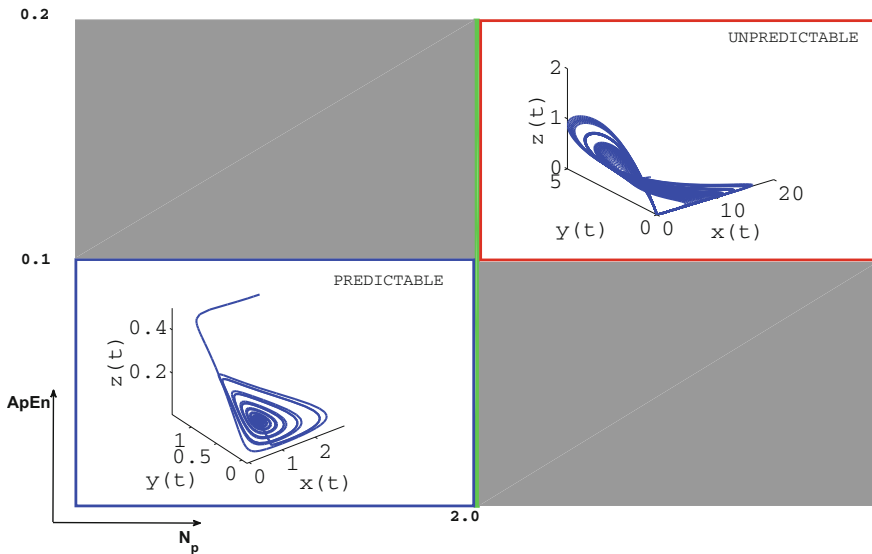 0.2
UNPREDICTABLE
2
1
0
z(t)
5
0
y(t)
0
10
20
x(t)
0.1
PREDICTABLE
0.4
0.2
z(t)
1
0.5
0
y(t)
0
1
2
x(t)
ApEn
2.0
N_p